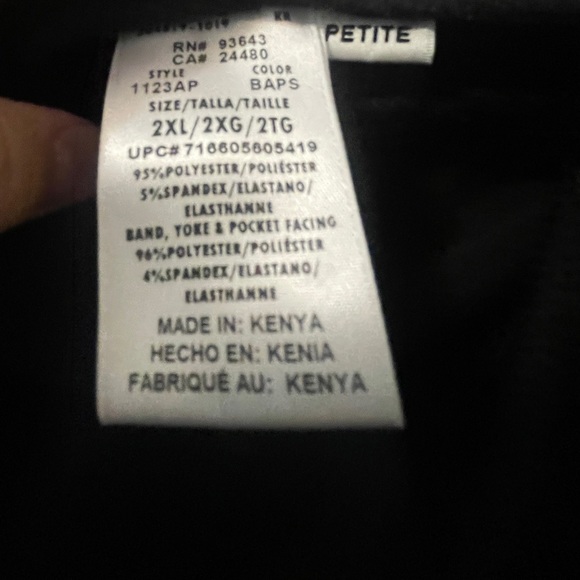 KR
PETITE
RN# 93643
CA# 24480
STYLE COLOR
1123AP BAPS
SIZE/TALLA/TAILLE
2XL/2XG/2TG
UPC#716605605419
95%POLYESTER/POLIÉSTER
5%SPANDEX/ELASTANO/
ELASTHANNE
BAND, YOKE & POCKET FACING
96%POLYESTER/POLIÉSTER
4%SPANDEX/ELASTANO/
ELASTHANNE
MADE IN: KENYA
HECHO EN: KENIA
FABRIQUÉ AU: KENYA